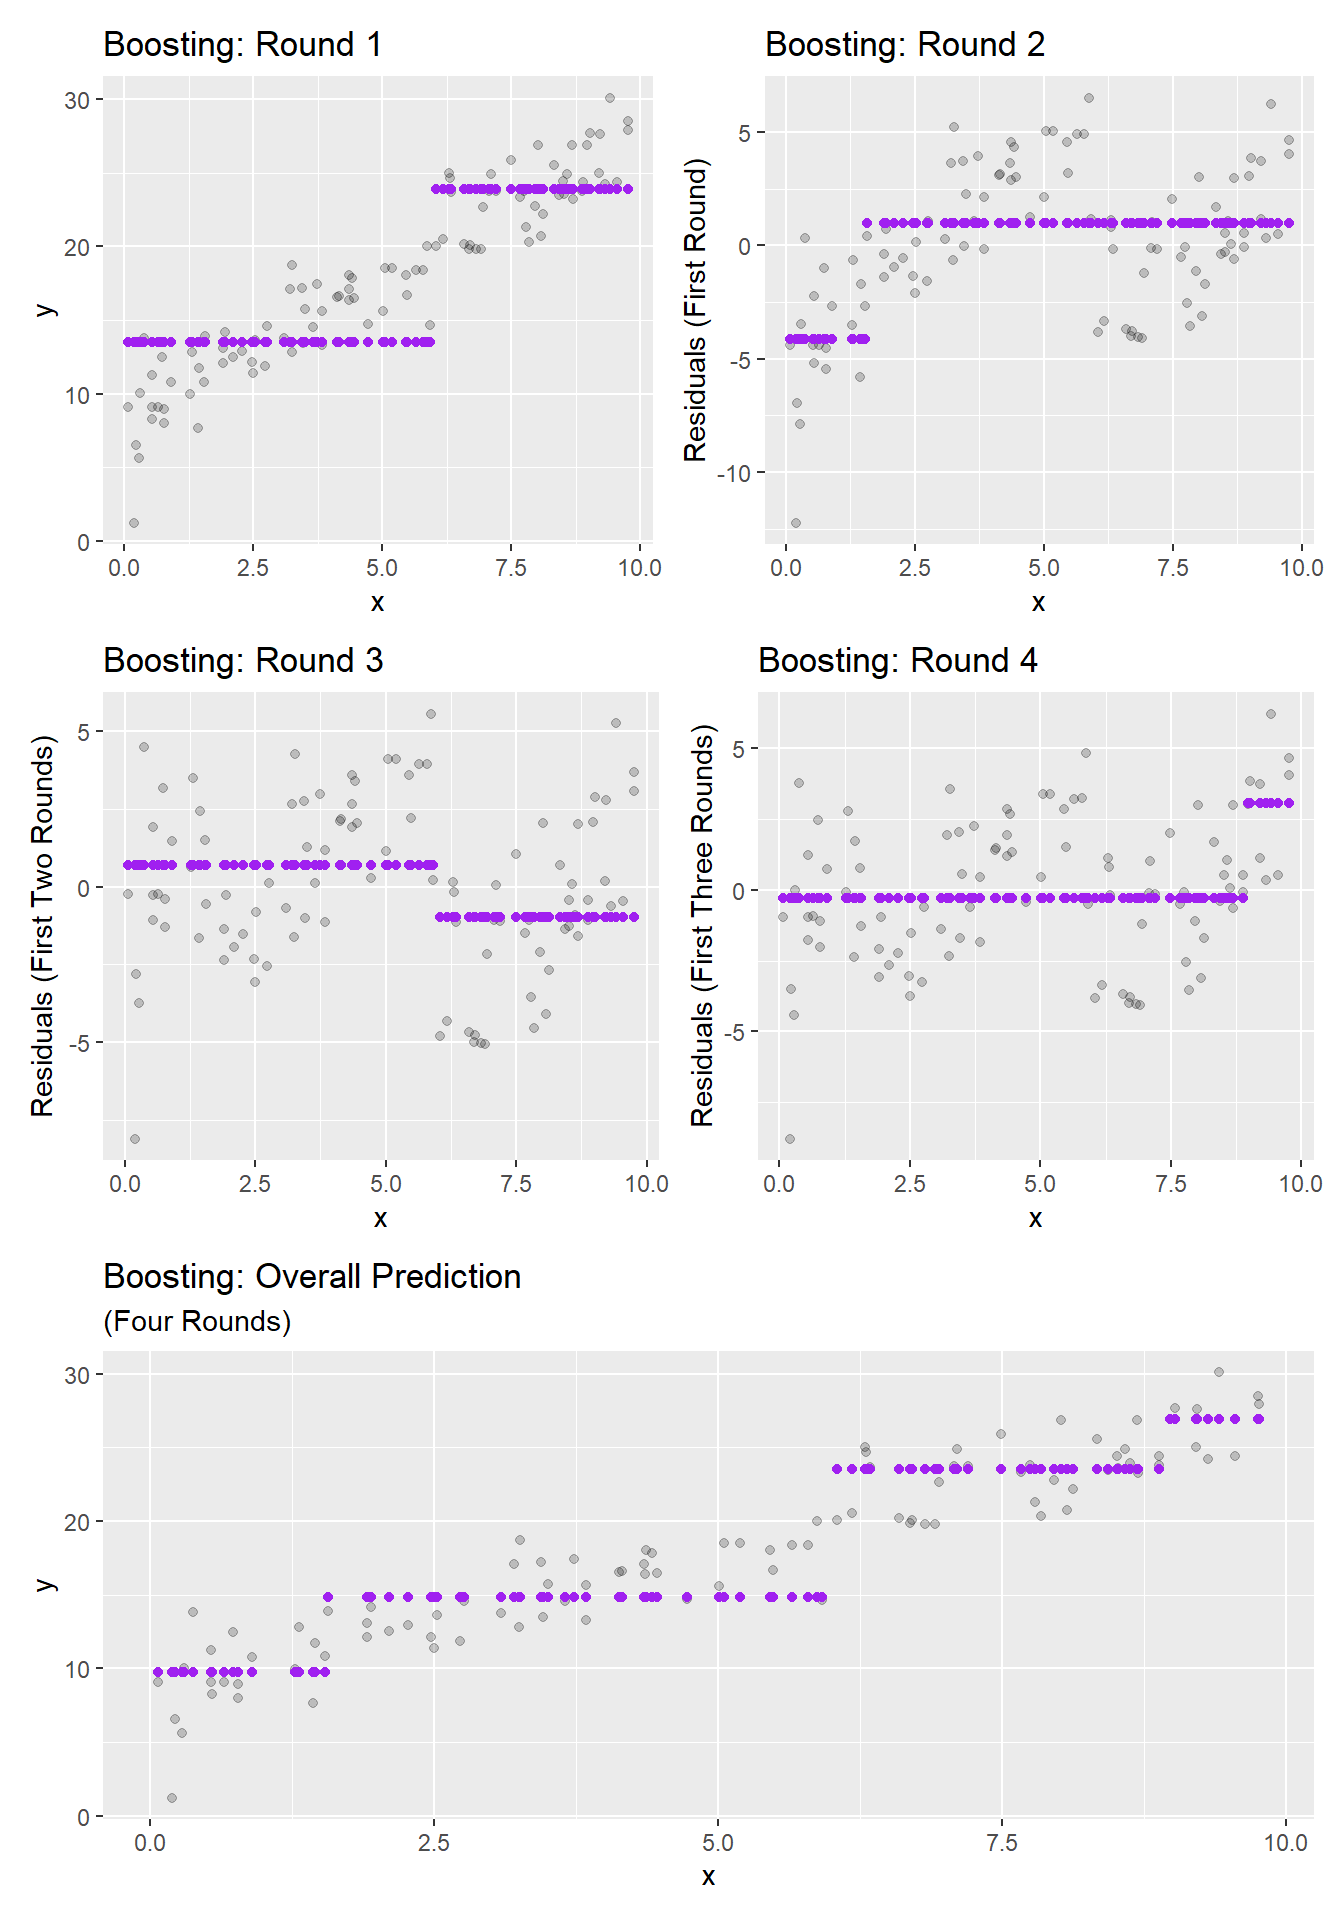 Boosting: Round 1
30
20
10
0
y
0.0 2.5 5.0 7.5 10.0
x
Boosting: Round 2
5
0
-5
-10
Residuals (First Round)
0.0 2.5 5.0 7.5 10.0
x
Boosting: Round 3
5
0
-5
Residuals (First Two Rounds)
0.0 2.5 5.0 7.5 10.0
x
Boosting: Round 4
5
0
-5
Residuals (First Three Rounds)
0.0 2.5 5.0 7.5 10.0
x
Boosting: Overall Prediction
(Four Rounds)
30
20
10
0
y
0.0 2.5 5.0 7.5 10.0
x